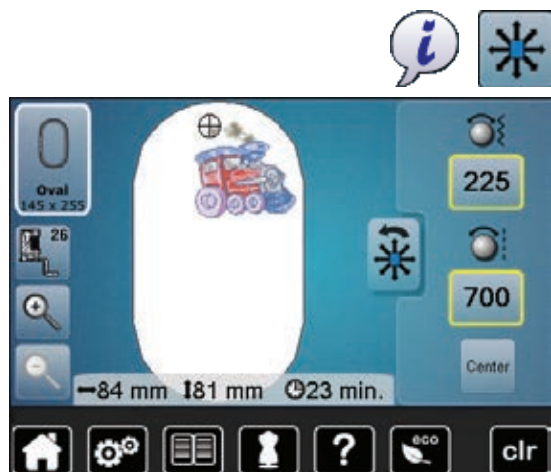 i
Oval
145 x 255
26
225
700
Center
84 mm 81 mm 23 min.
?
eco
clr